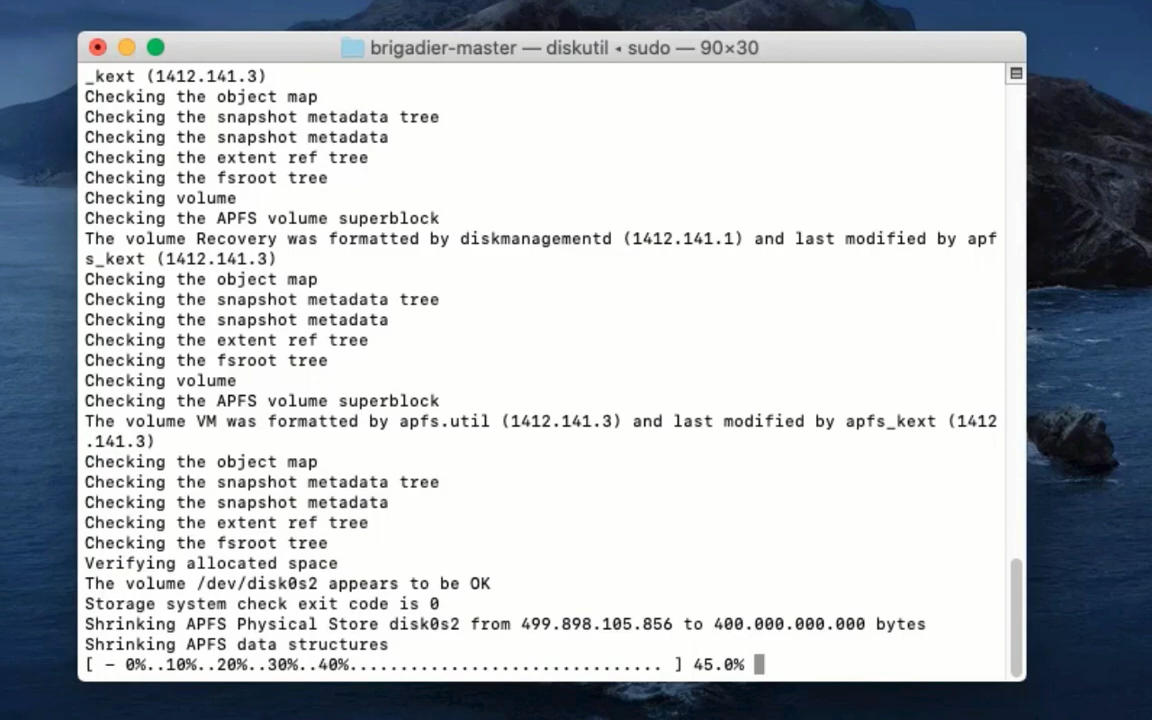 brigadier-master — diskutil ◂ sudo — 90×30
_kext (1412.141.3)
Checking the object map
Checking the snapshot metadata tree
Checking the snapshot metadata
Checking the extent ref tree
Checking the fsroot tree
Checking volume
Checking the APFS volume superblock
The volume Recovery was formatted by diskmanagementd (1412.141.1) and last modified by apf
s_kext (1412.141.3)
Checking the object map
Checking the snapshot metadata tree
Checking the snapshot metadata
Checking the extent ref tree
Checking the fsroot tree
Checking volume
Checking the APFS volume superblock
The volume VM was formatted by apfs.util (1412.141.3) and last modified by apfs_kext (1412
.141.3)
Checking the object map
Checking the snapshot metadata tree
Checking the snapshot metadata
Checking the extent ref tree
Checking the fsroot tree
Verifying allocated space
The volume /dev/disk0s2 appears to be OK
Storage system check exit code is 0
Shrinking APFS Physical Store disk0s2 from 499.898.105.856 to 400.000.000.000 bytes
Shrinking APFS data structures
[ - 0%..10%..20%..30%..40%............................... ] 45.0%